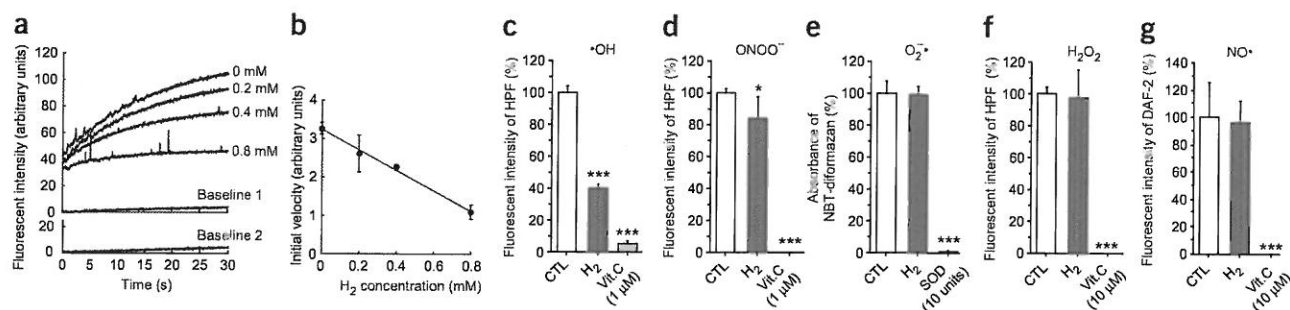 a
Fluorescent intensity (arbitrary units)
120
100
80
60
40
20
0
20
0
0 mM
0.2 mM
0.4 mM
0.8 mM
Baseline 1
Baseline 2
0 5 10 15 20 25 30
Time (s)
b
Initial velocity (arbitrary units)
4
3
2
1
0
0 0.2 0.4 0.6 0.8
H₂ concentration (mM)
c
•OH
Fluorescent intensity of HPF (%)
120
100
80
60
40
20
0
***
***
CTL
H₂
Vit.C
(1 µM)
d
ONOO⁻
Fluorescent intensity of HPF (%)
120
100
80
60
40
20
0
*
***
CTL
H₂
Vit.C
(1 µM)
e
O₂⁻•
Absorbance of
NBT-diformazan (%)
120
100
80
60
40
20
0
***
CTL
H₂
SOD
(10 units)
f
H₂O₂
Fluorescent intensity of HPF (%)
120
100
80
60
40
20
0
***
CTL
H₂
Vit.C
(10 µM)
g
NO•
Fluorescent intensity of DAF-2 (%)
140
120
100
80
60
40
20
0
***
CTL
H₂
Vit.C
(10 µM)